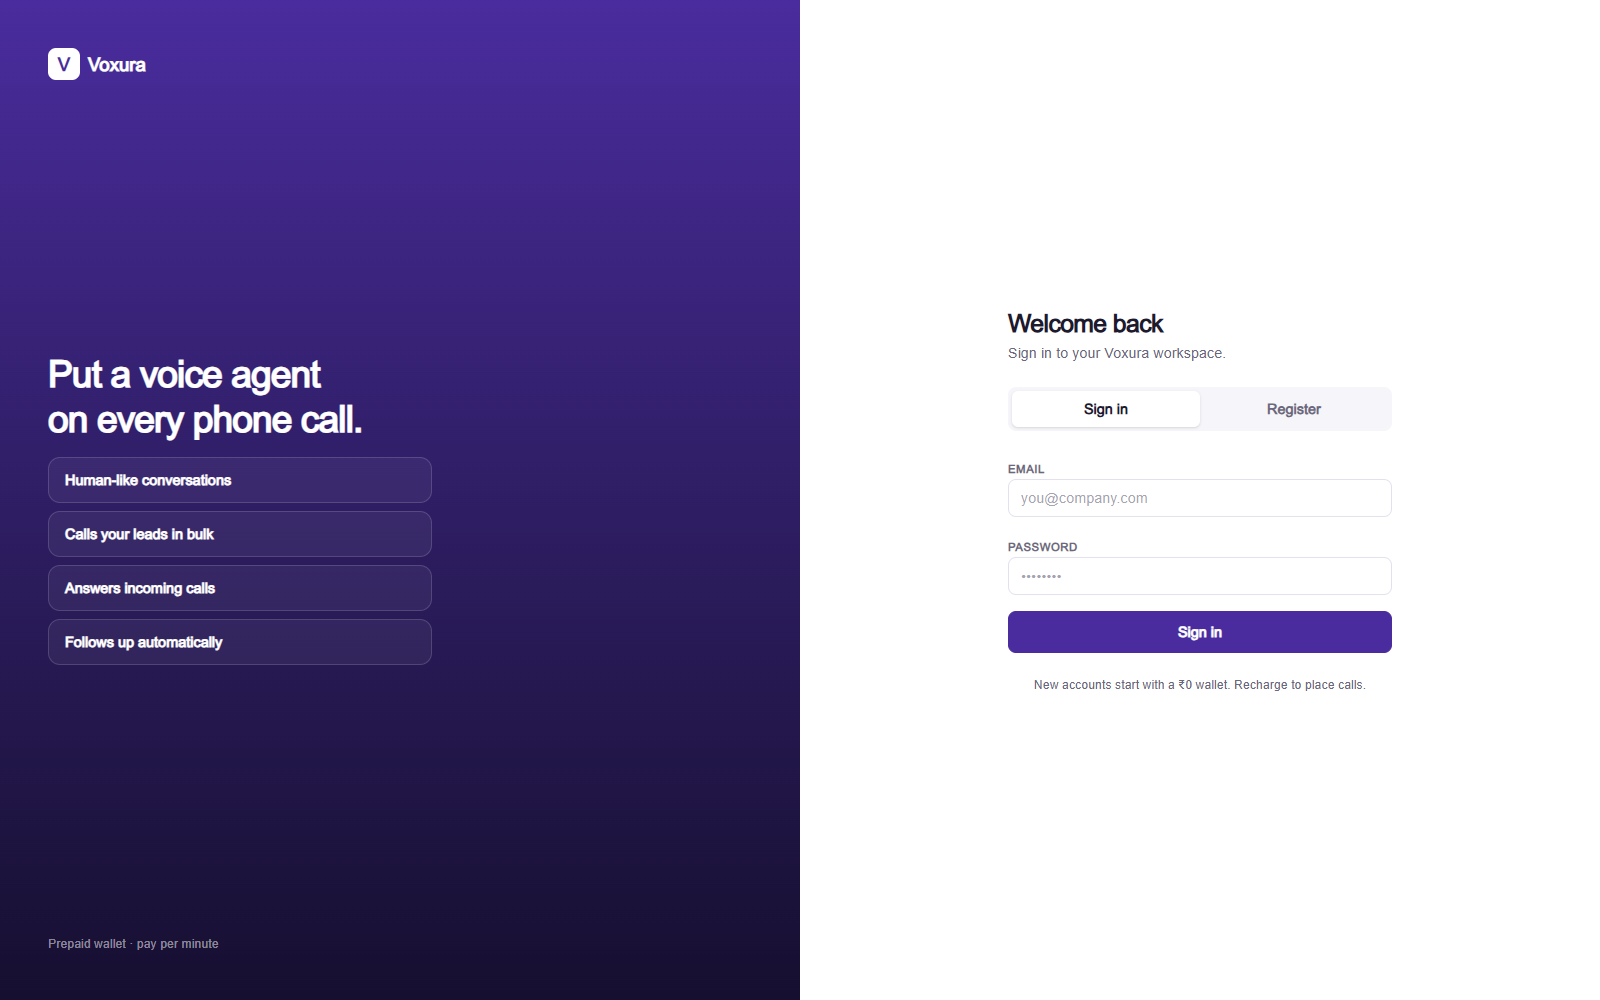 V Voxura
Put a voice agent
on every phone call.
Human-like conversations
Calls your leads in bulk
Answers incoming calls
Follows up automatically
Prepaid wallet · pay per minute
Welcome back
Sign in to your Voxura workspace.
Sign in Register
EMAIL
you@company.com
PASSWORD
••••••••
Sign in
New accounts start with a ₹0 wallet. Recharge to place calls.